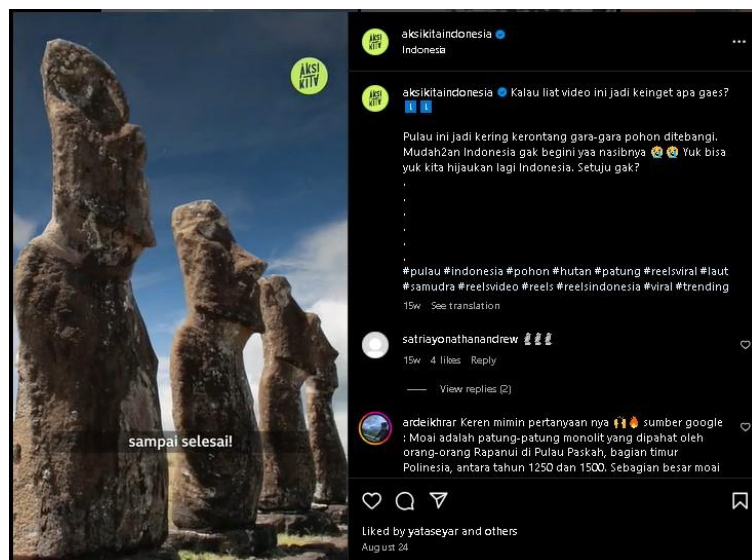 AKSI
KITA
sampai selesai!
AKSI
KITA
aksikitaindonesia
Indonesia
AKSI
KITA
aksikitaindonesia Kalau liat video ini jadi keinget apa gaes?
Pulau ini jadi kering kerontang gara-gara pohon ditebangi.
Mudah2an Indonesia gak begini yaa nasibnya 😭😭 Yuk bisa
yuk kita hijaukan lagi Indonesia. Setuju gak?
.
.
.
.
.
.
#pulau #indonesia #pohon #hutan #patung #reelsviral #laut
#samudra #reelsvideo #reels #reelsindonesia #viral #trending
15w See translation
satriayonathanandrew 🗿🗿🗿
15w 4 likes Reply
View replies (2)
ardeikhrar Keren mimin pertanyaan nya 🙌🔥 sumber google
: Moai adalah patung-patung monolit yang dipahat oleh
orang-orang Rapanui di Pulau Paskah, bagian timur
Polinesia, antara tahun 1250 dan 1500. Sebagian besar moai
Liked by yataseyar and others
August 24